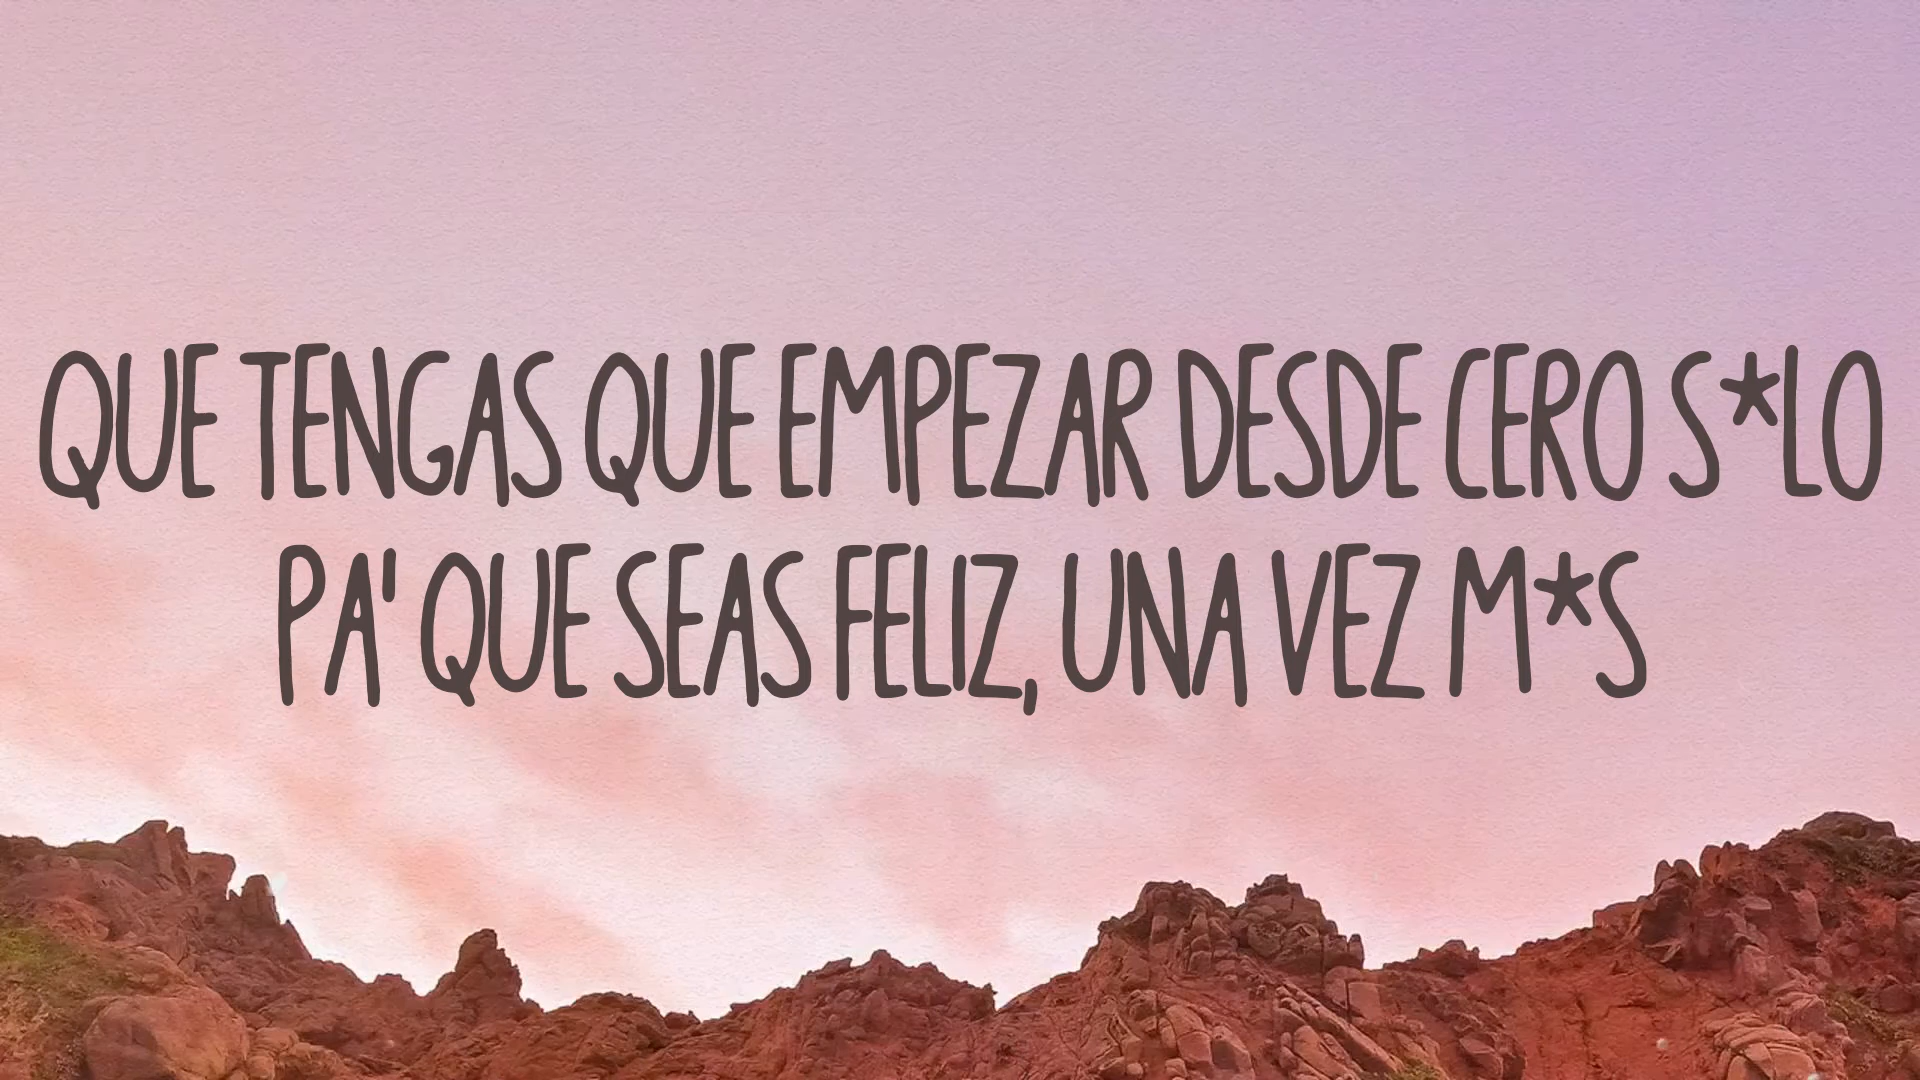 QUE TENGAS QUE EMPEZAR DESDE CERO S*LO
PA' QUE SEAS FELIZ, UNA VEZ M*S